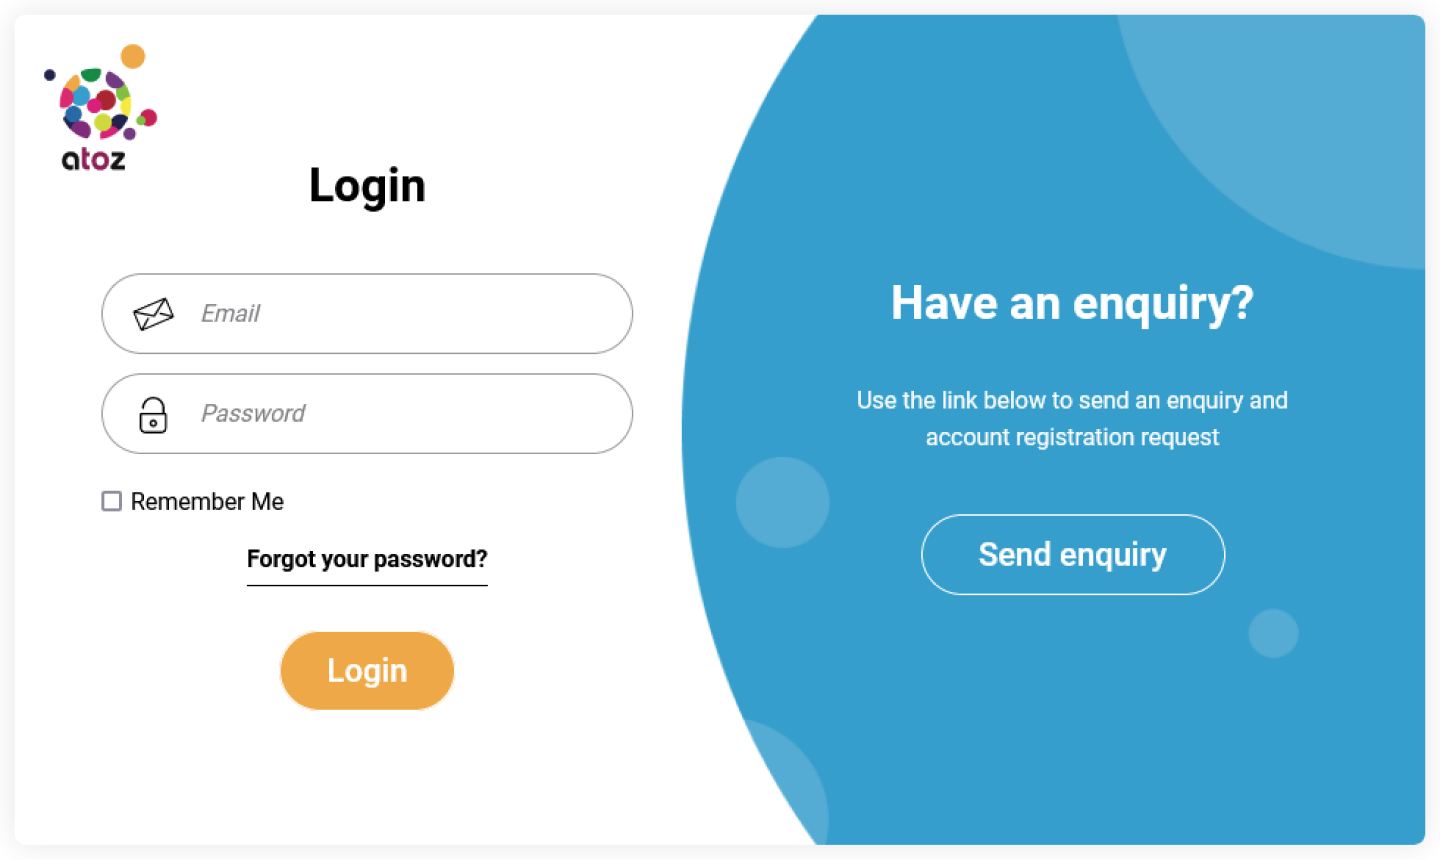 atoz
Login
Email
Password
Remember Me
Forgot your password?
Login
Have an enquiry?
Use the link below to send an enquiry and
account registration request
Send enquiry